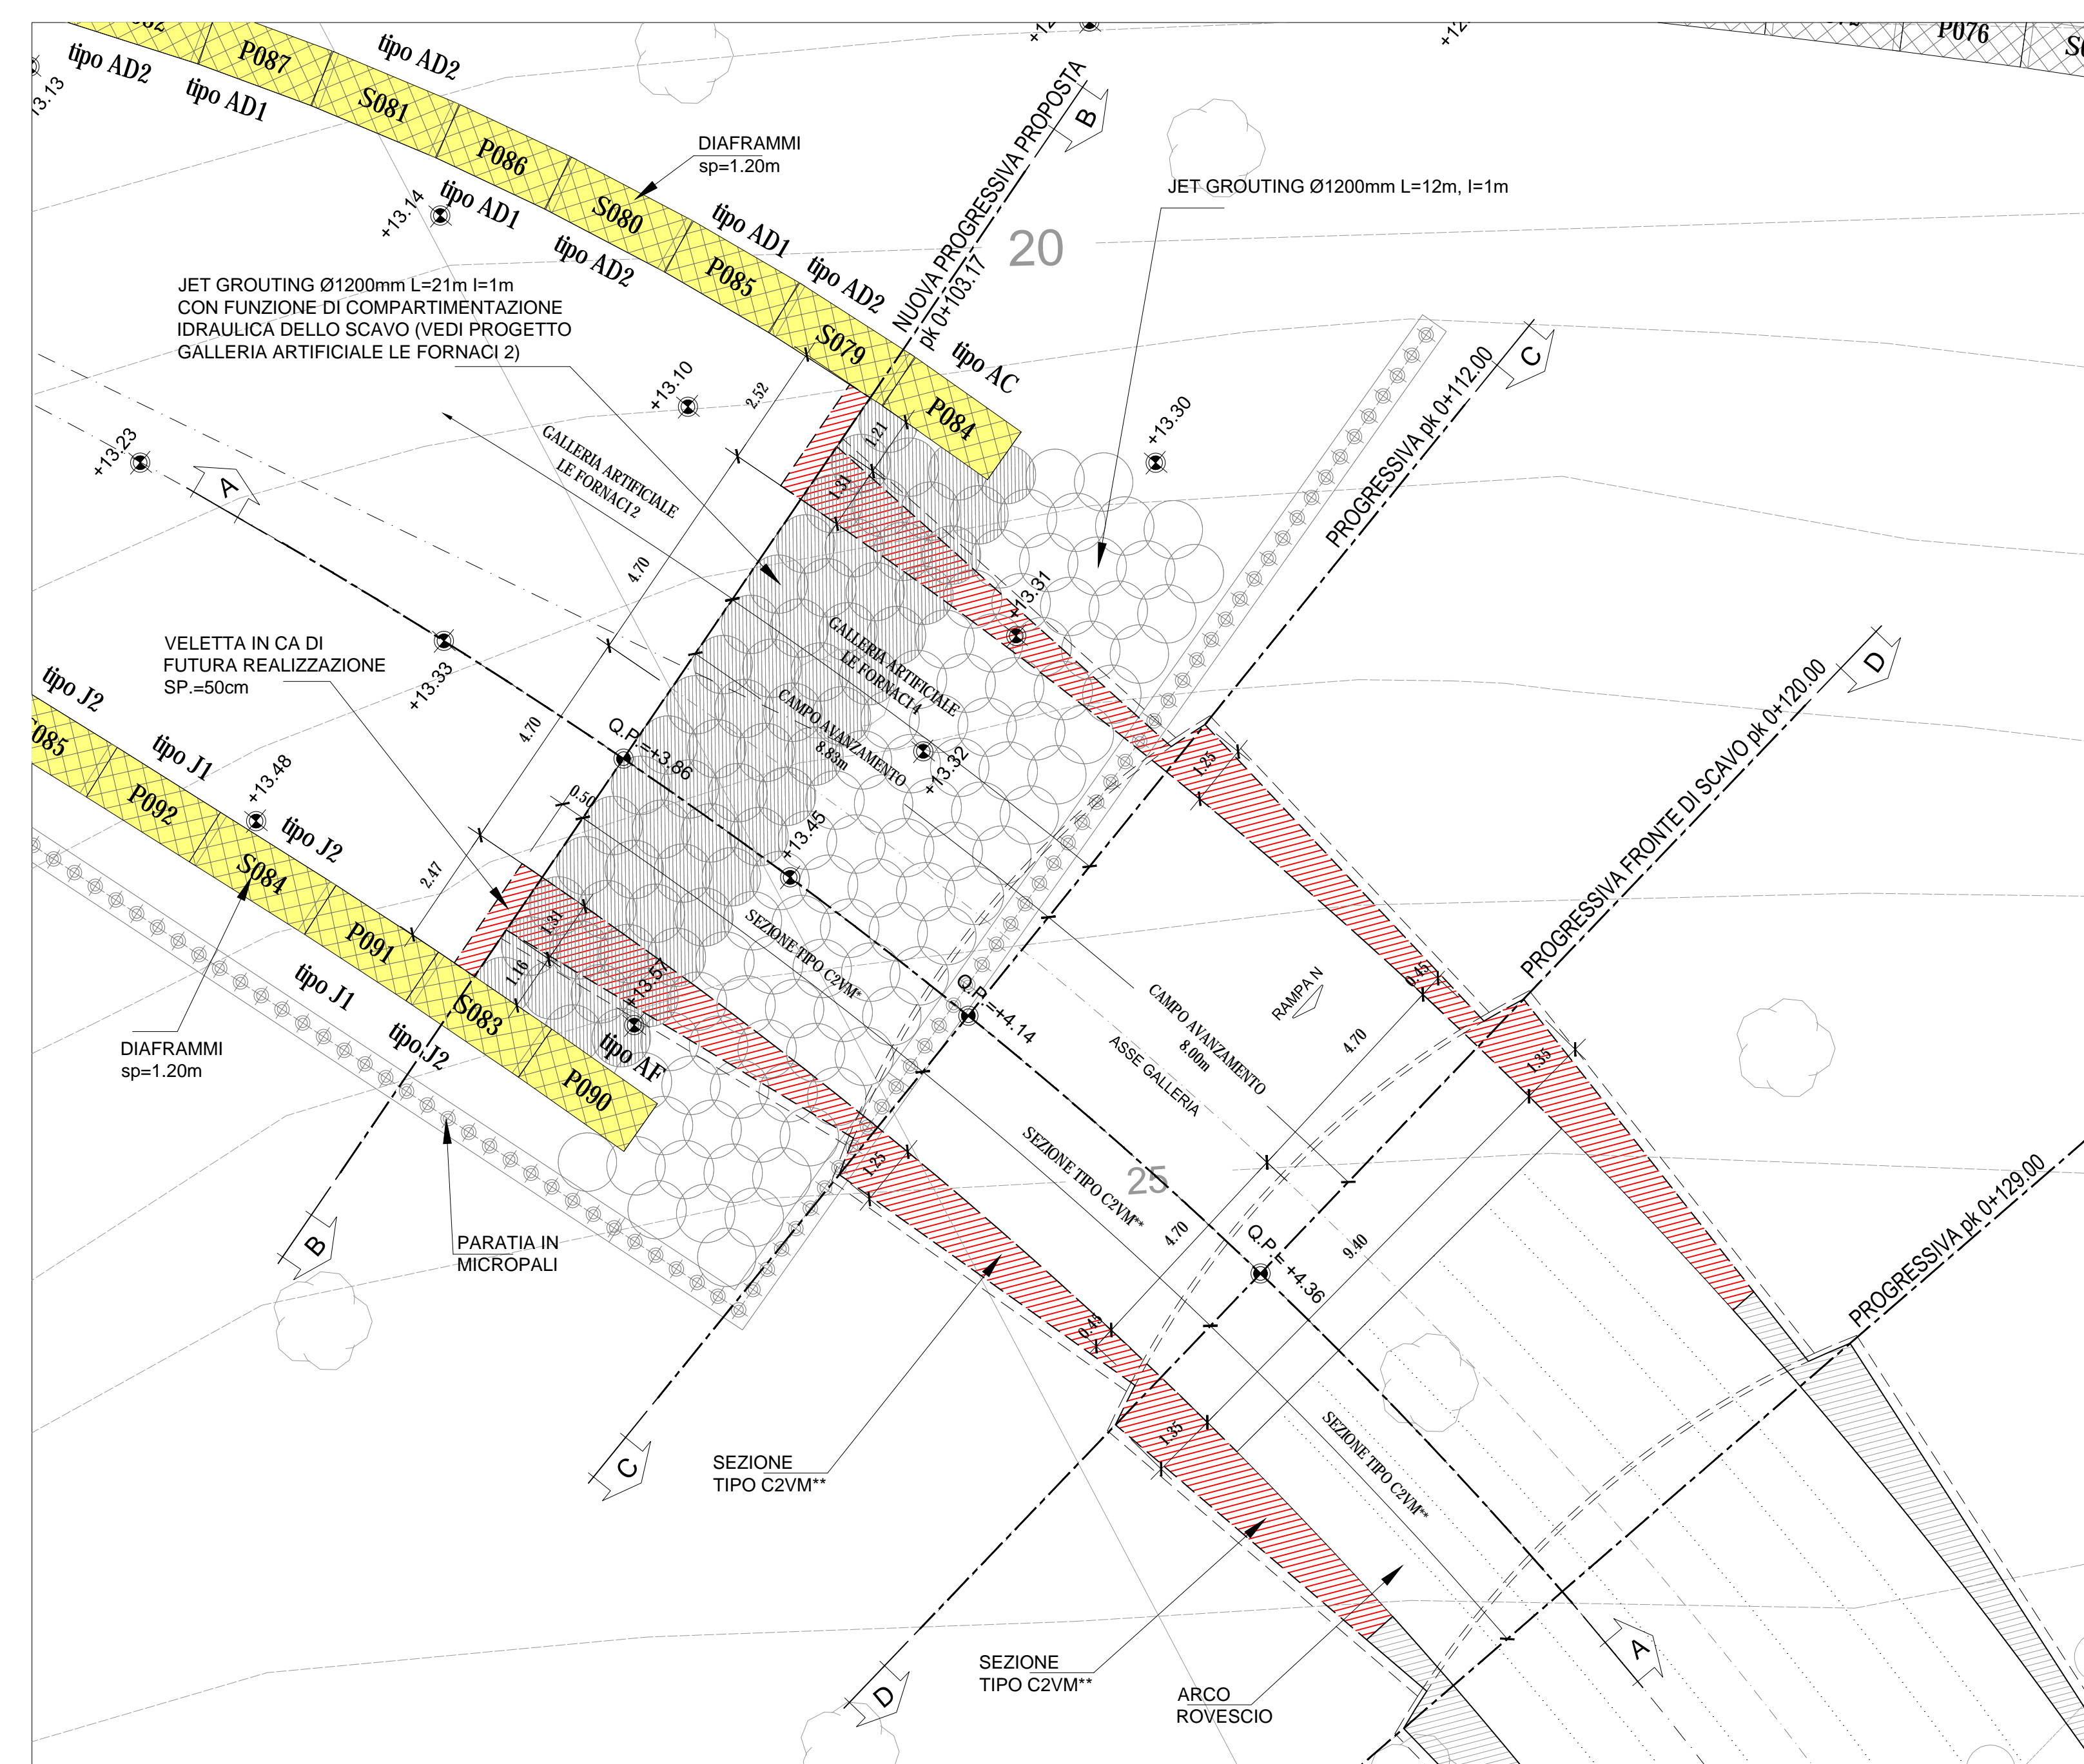 P087
S081
P086
S080
P085
S079
P084
tipo AD2
tipo AD2
tipo AD1
tipo AD1
tipo AD2
tipo AD1
tipo AD2
tipo AC
P076
13.13
+13.14
DIAFRAMMI
sp=1.20m
NUOVA PROGRESSIVA PROPOSTA
pk 0+103.17
B
20
JET GROUTING Ø1200mm L=12m, I=1m
JET GROUTING Ø1200mm L=21m I=1m
CON FUNZIONE DI COMPARTIMENTAZIONE
IDRAULICA DELLO SCAVO (VEDI PROGETTO
GALLERIA ARTIFICIALE LE FORNACI 2)
+13.10
+13.30
+13.23
A
GALLERIA ARTIFICIALE
LE FORNACI 2
2.52
1.21
1.31
4.70
4.70
2.47
PROGRESSIVA pk 0+112.00
C
+13.31
+13.33
VELETTA IN CA DI
FUTURA REALIZZAZIONE
SP.=50cm
GALLERIA ARTIFICIALE
LE FORNACI 4
CAMPO AVANZAMENTO
8.83m
Q.P.=+3.86
0.50
+13.32
+13.45
PROGRESSIVA FRONTE DI SCAVO pk 0+120.00
D
1.25
tipo J2
tipo J1
tipo J2
+13.48
P092
S084
P091
S083
P090
tipo J1
tipo J2
tipo AF
1.31
1.16
+13.57
SEZIONE TIPO C2VM*
Q.P.=+4.14
DIAFRAMMI
sp=1.20m
CAMPO AVANZAMENTO
8.00m
RAMPA N
ASSE GALLERIA
0.45
4.70
1.35
4.70
9.40
25
SEZIONE TIPO C2VM**
Q.P.= +4.36
1.25
PARATIA IN
MICROPALI
B
C
0.45
1.35
PROGRESSIVA pk 0+129.00
SEZIONE
TIPO C2VM**
SEZIONE TIPO C2VM**
SEZIONE
TIPO C2VM**
ARCO
ROVESCIO
D
A